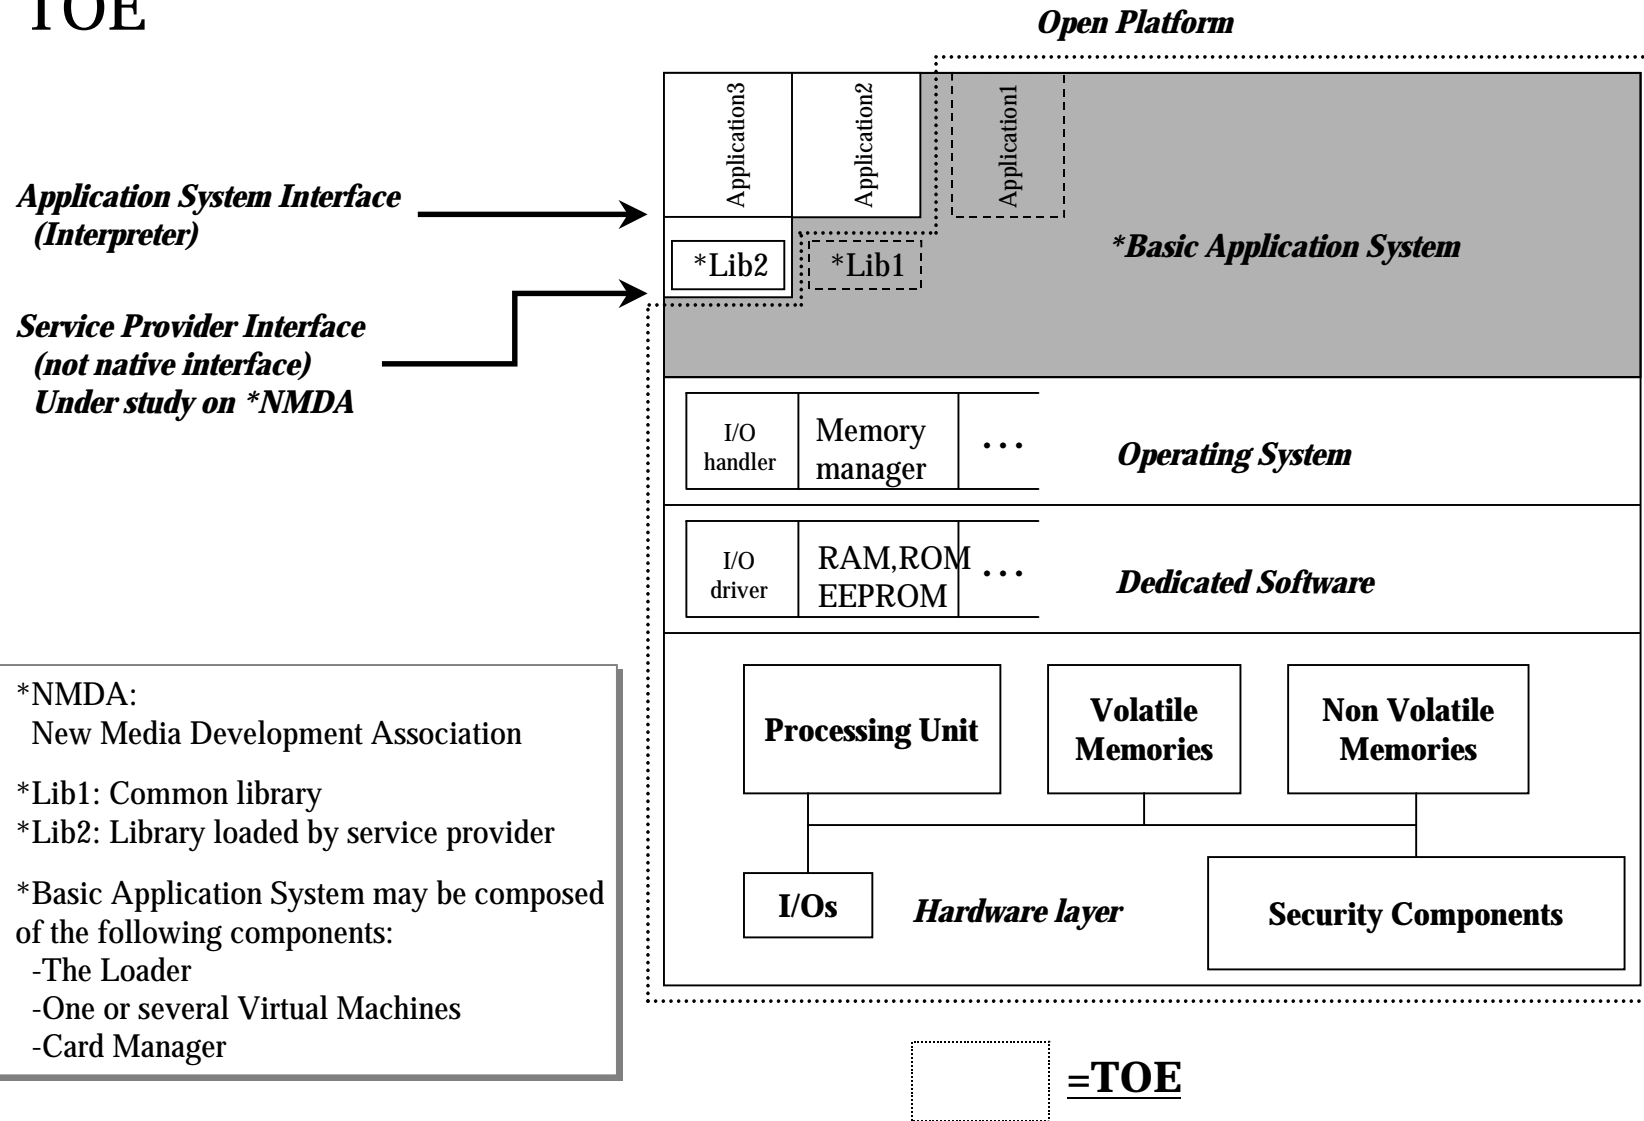 TOE
Open Platform
Application3
Application2
Application1
Application System Interface
(Interpreter)
*Lib2
*Lib1
*Basic Application System
Service Provider Interface
(not native interface)
Under study on *NMDA
I/O
handler
Memory
manager
...
Operating System
I/O
driver
RAM,ROM
EEPROM
...
Dedicated Software
Processing Unit
Volatile
Memories
Non Volatile
Memories
I/Os
Hardware layer
Security Components
*NMDA:
New Media Development Association
*Lib1: Common library
*Lib2: Library loaded by service provider
*Basic Application System may be composed
of the following components:
-The Loader
-One or several Virtual Machines
-Card Manager
=TOE